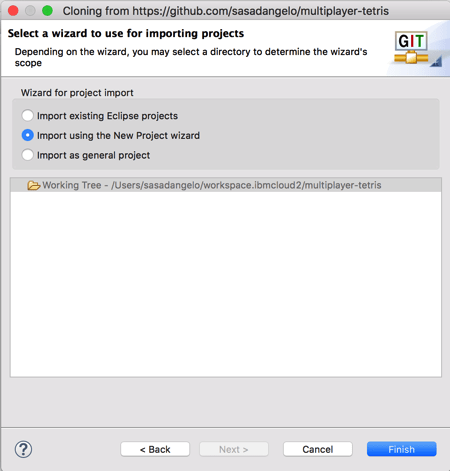 Cloning from https://github.com/sasadangelo/multiplayer-tetris
Select a wizard to use for importing projects
Depending on the wizard, you may select a directory to determine the wizard's
scope
GIT
Wizard for project import
Import existing Eclipse projects
Import using the New Project wizard
Import as general project
Working Tree - /Users/sasadangelo/workspace.ibmcloud2/multiplayer-tetris
?
< Back
Next >
Cancel
Finish